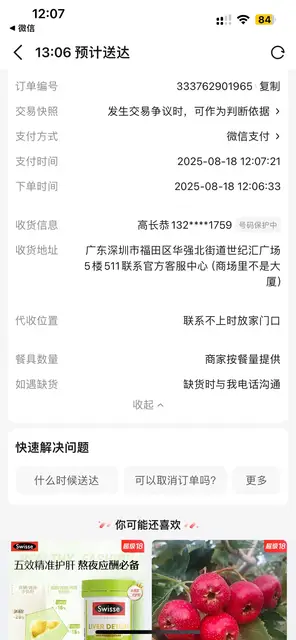 12:07
84
◀ 微信
13:06 预计送达
订单编号 333762901965 复制
交易快照 发生交易争议时，可作为判断依据 >
支付方式 微信支付 >
支付时间 2025-08-18 12:07:21
下单时间 2025-08-18 12:06:33
收货信息 高长恭 132****1759 号码保护中
收货地址 广东深圳市福田区华强北街道世纪汇广场
5楼511联系官方客服中心 (商场里不是大
厦)
代收位置 联系不上时放家门口
餐具数量 商家按餐量提供
如遇缺货 缺货时与我电话沟通
收起
快速解决问题
什么时候送达 可以取消订单吗? 更多
你可能还喜欢
Swisse
超级18
超级18
五效精准护肝 熬夜应酬必备
Swisse
LIVER DETOX